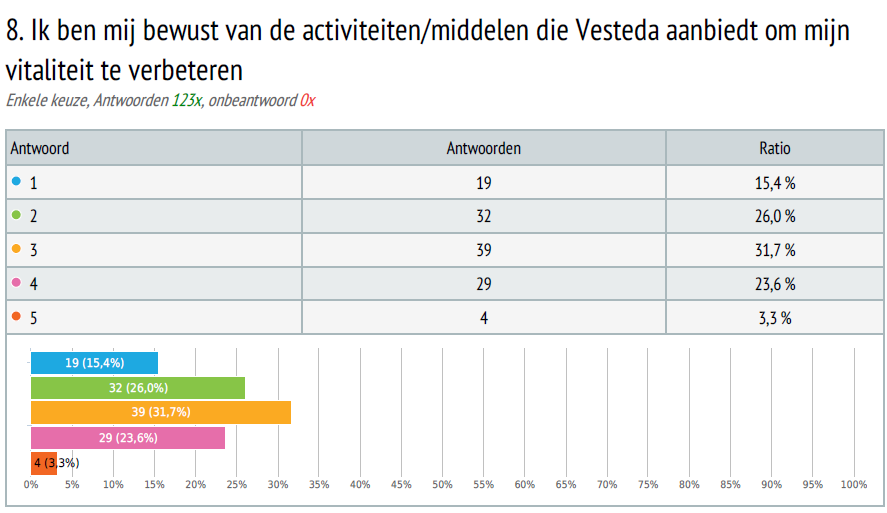 8. Ik ben mij bewust van de activiteiten/middelen die Vesteda aanbiedt om mijn
vitaliteit te verbeteren
Enkele keuze, Antwoorden 123x, onbeantwoord 0x
Antwoord Antwoorden Ratio
1 19 15,4 %
2 32 26,0 %
3 39 31,7 %
4 29 23,6 %
5 4 3,3 %
19 (15,4%)
32 (26,0%)
39 (31,7%)
29 (23,6%)
4 (3,3%)
0% 5% 10% 15% 20% 25% 30% 35% 40% 45% 50% 55% 60% 65% 70% 75% 80% 85% 90% 95% 100%